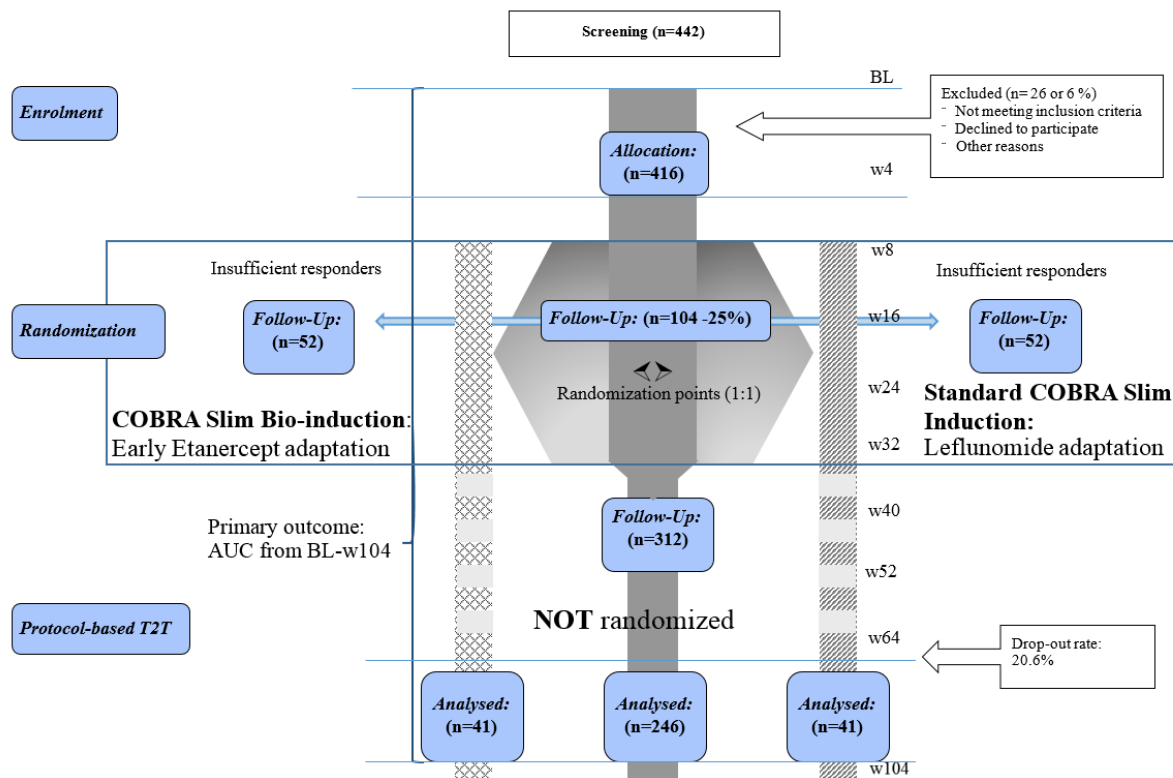 Screening (n=442)
BL
Enrolment
Excluded (n= 26 or 6 %)
- Not meeting inclusion criteria
- Declined to participate
- Other reasons
Allocation:
(n=416)
w4
w8
Insufficient responders
Insufficient responders
Randomization
Follow-Up:
(n=52)
Follow-Up: (n=104 -25%)
w16
Follow-Up:
(n=52)
Randomization points (1:1)
w24
COBRA Slim Bio-induction:
Early Etanercept adaptation
Standard COBRA Slim
Induction:
Leflunomide adaptation
w32
Primary outcome:
AUC from BL-w104
Follow-Up:
(n=312)
w40
w52
Protocol-based T2T
NOT randomized
w64
Drop-out rate:
20.6%
Analysed:
(n=41)
Analysed:
(n=246)
Analysed:
(n=41)
w104